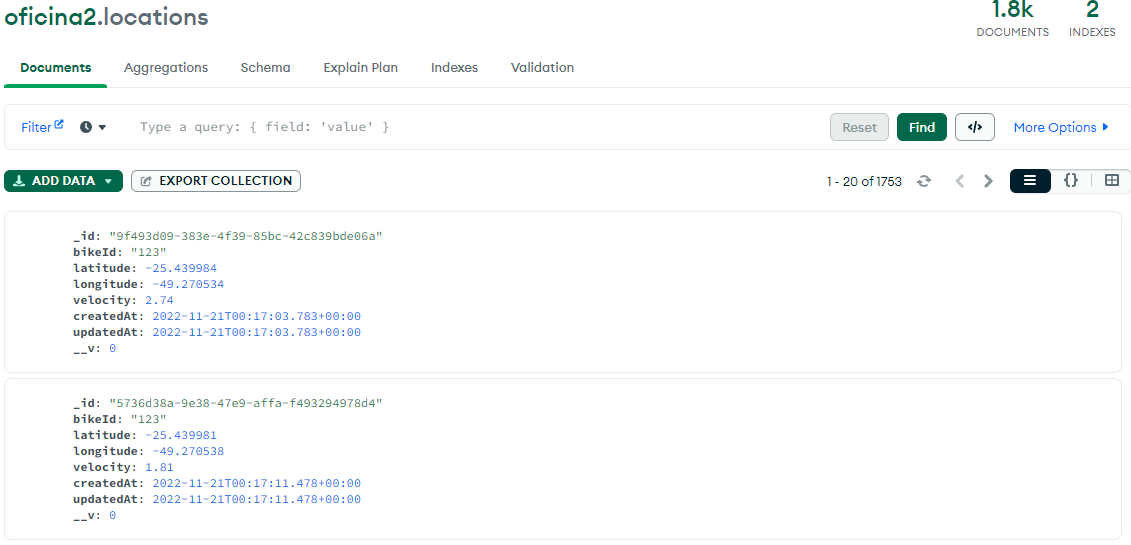 oficina2.locations
1.8k 2
DOCUMENTS INDEXES
Documents Aggregations Schema Explain Plan Indexes Validation
Filter Type a query: { field: 'value' } Reset Find </> More Options
ADD DATA EXPORT COLLECTION 1 - 20 of 1753 {}
_id: "9f493d09-383e-4f39-85bc-42c839bde06a"
bikeId: "123"
latitude: -25.439984
longitude: -49.270534
velocity: 2.74
createdAt: 2022-11-21T00:17:03.783+00:00
updatedAt: 2022-11-21T00:17:03.783+00:00
__v: 0
_id: "5736d38a-9e38-47e9-affa-f493294978d4"
bikeId: "123"
latitude: -25.439981
longitude: -49.270538
velocity: 1.81
createdAt: 2022-11-21T00:17:11.478+00:00
updatedAt: 2022-11-21T00:17:11.478+00:00
__v: 0